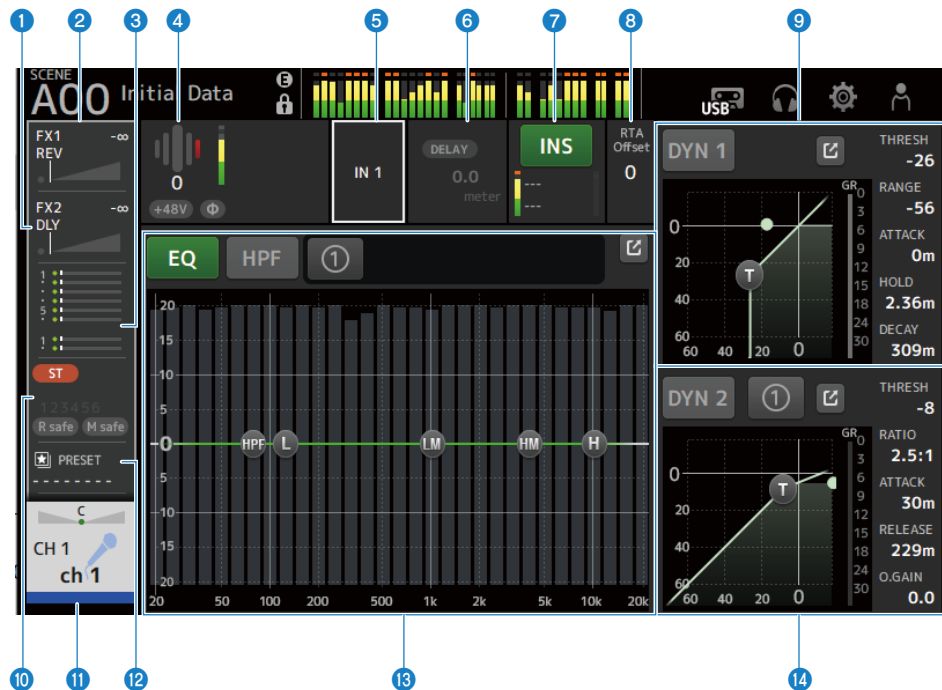 1 2 3 4 5 6 7 8 9
SCENE
A00 Initial Data
E
USB
FX1 -∞
REV
FX2 -∞
DLY
1
5
1
ST
123456
R safe M safe
PRESET
-------
C
CH 1
ch 1
0
+48V Φ
IN 1
DELAY
0.0
meter
INS
---
---
RTA
Offset
0
EQ HPF 1
20
15
10
5
0
5
10
15
20
HPF L LM HM H
20 50 100 200 500 1k 2k 5k 10k 20k
DYN 1
GR
0
20
40
60
60 40 20 0
T
0
3
6
9
12
15
18
24
30
THRESH
-26
RANGE
-56
ATTACK
0m
HOLD
2.36m
DECAY
309m
DYN 2 1
GR
0
20
40
60
60 40 20 0
T
0
3
6
9
12
15
18
24
30
THRESH
-8
RATIO
2.5:1
ATTACK
30m
RELEASE
229m
O.GAIN
0.0
10 11 12 13 14